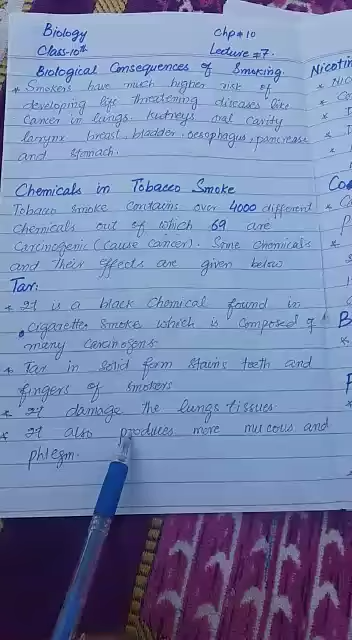 Biology Chp # 10
Class-10th Lecture #7.
Biological Consequences of Smoking.
* Smokers have much higher risk of
developing life threatening diseases like
Cancer in lungs. Kidneys oral cavity
larynx breast, bladder, oesophagus, pancrease
and stomach.
Chemicals in Tobacco Smoke
Tobacco smoke contains over 4000 different
chemicals out of which 69 are
Carcinogenic (cause cancer). Some chemicals
and their effects are given below
Tar:
* It is a black chemical found in
cigarette smoke which is composed of
many carcinogens.
* Tar in solid form stains teeth and
fingers of smokers
* It damage the lungs tissues
* It also produces more mucous and
phlegm.
Nicotin